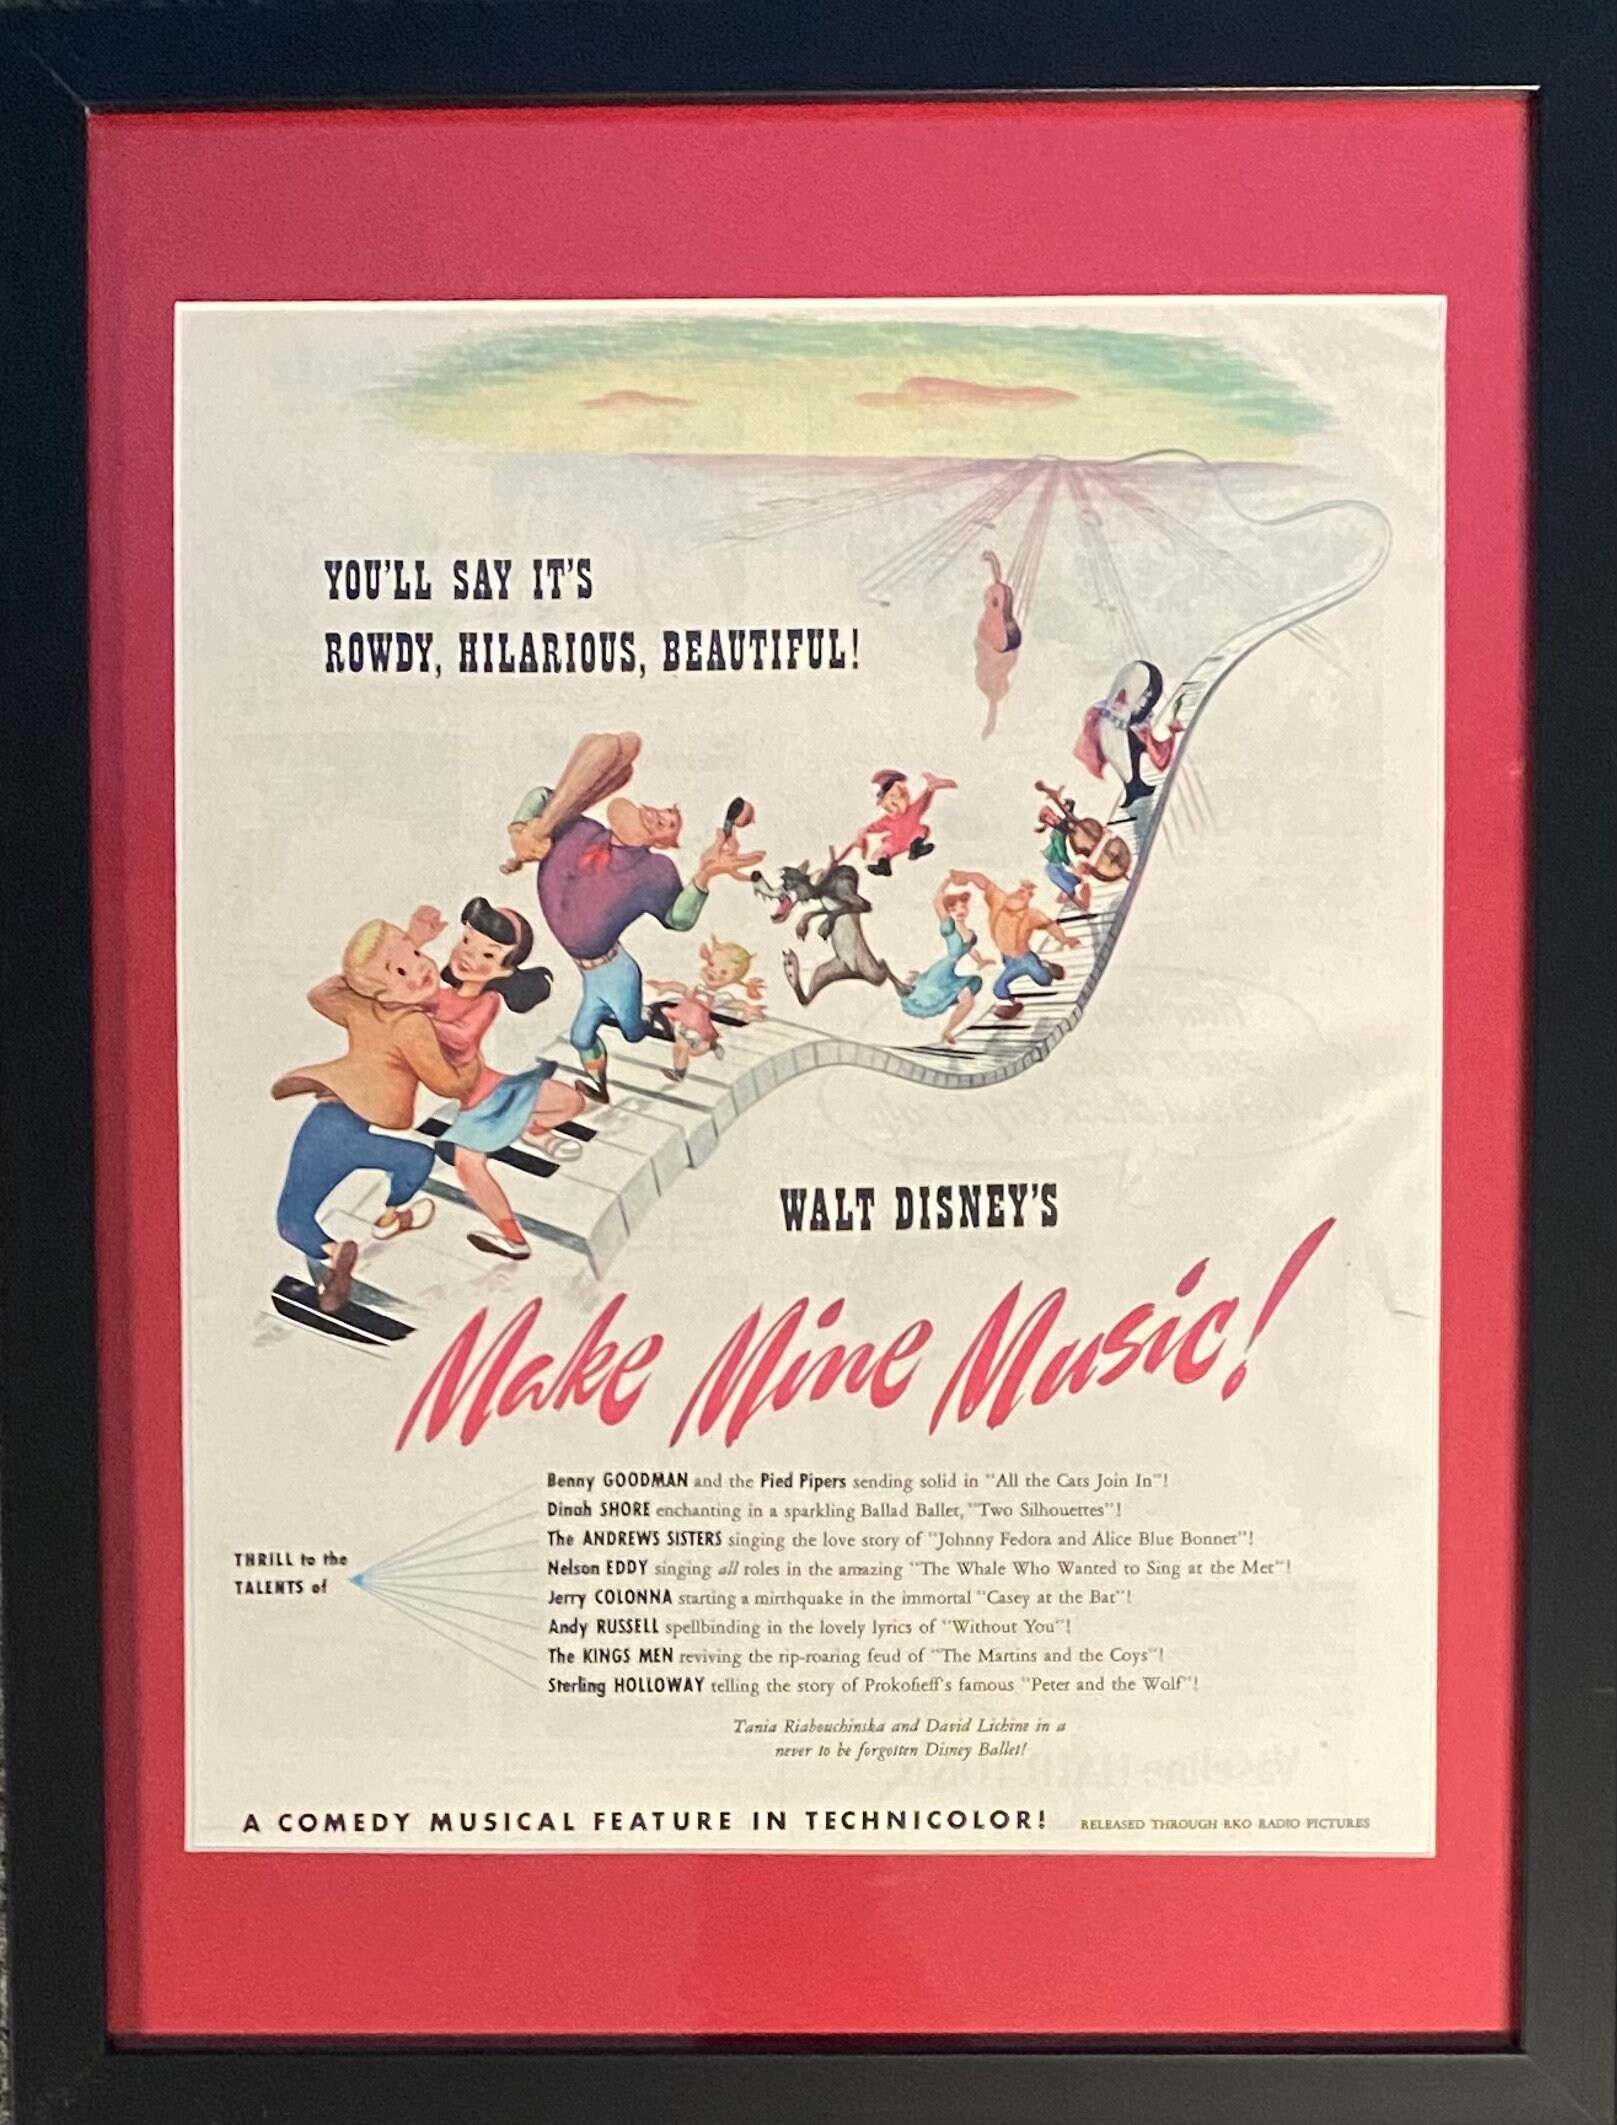 YOU'LL SAY IT'S
ROWDY, HILARIOUS, BEAUTIFUL!
WALT DISNEY'S
Make Mine Music!
THRILL to the
TALENTS of
Benny GOODMAN and the Pied Pipers sending solid in "All the Cats Join In"!
Dinah SHORE enchanting in a sparkling Ballad Ballet, "Two Silhouettes"!
The ANDREWS SISTERS singing the love story of "Johnny Fedora and Alice Blue Bonnet"!
Nelson EDDY singing all roles in the amazing "The Whale Who Wanted to Sing at the Met"!
Jerry COLONNA starting a mirthquake in the immortal "Casey at the Bat"!
Andy RUSSELL spellbinding in the lovely lyrics of "Without You"!
The KINGS MEN reviving the rip-roaring feud of "The Martins and the Coys"!
Sterling HOLLOWAY telling the story of Prokofieff's famous "Peter and the Wolf"!
Tania Riabouchinska and David Lichine in a
never to be forgotten Disney Ballet!
A COMEDY MUSICAL FEATURE IN TECHNICOLOR! RELEASED THROUGH RKO RADIO PICTURES